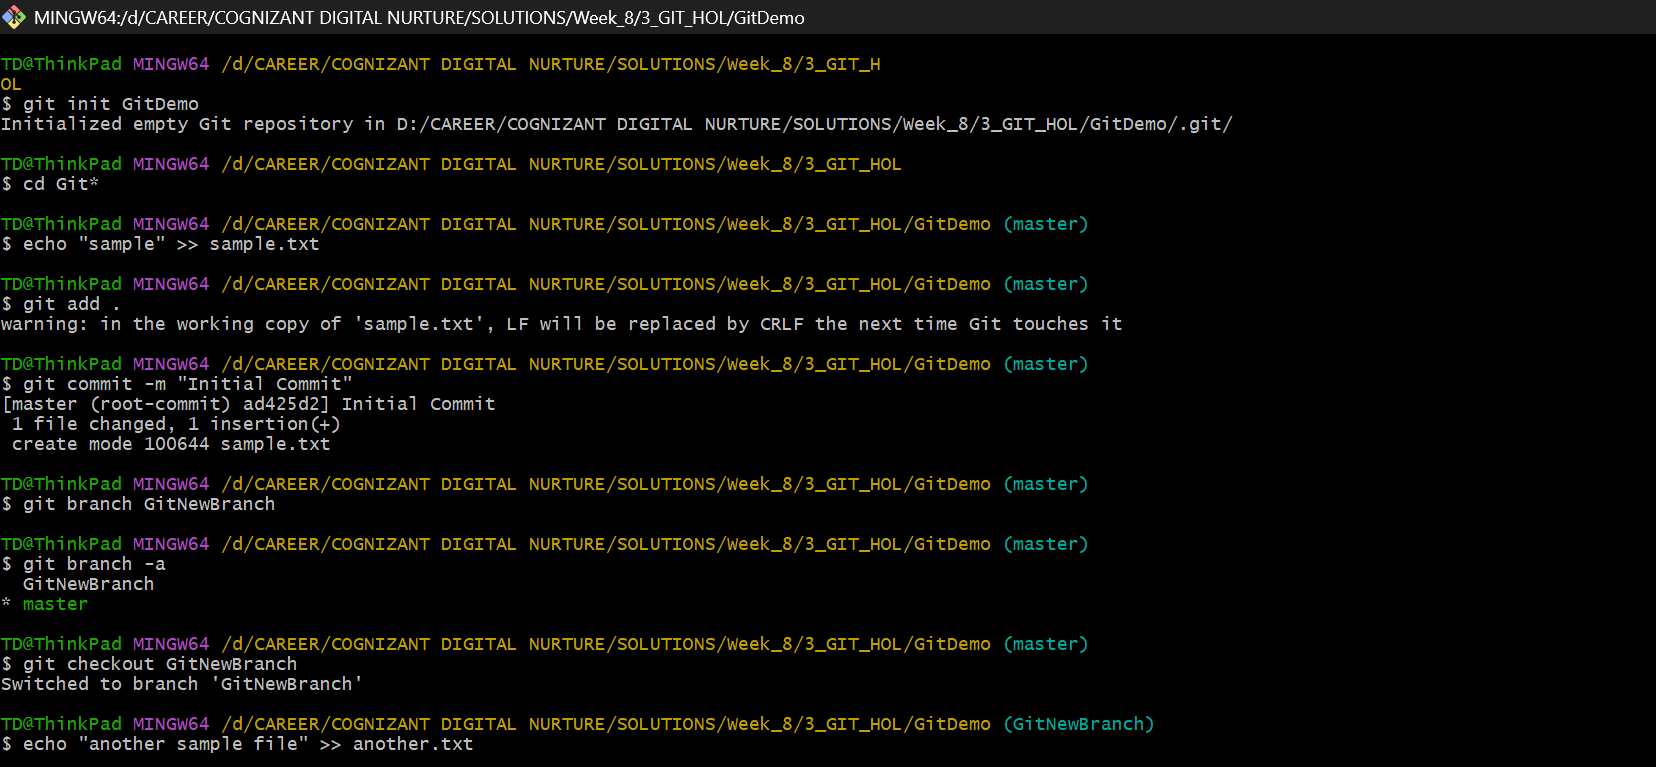 MINGW64:/d/CAREER/COGNIZANT DIGITAL NURTURE/SOLUTIONS/Week_8/3_GIT_HOL/GitDemo
TD@ThinkPad MINGW64 /d/CAREER/COGNIZANT DIGITAL NURTURE/SOLUTIONS/Week_8/3_GIT_H
OL
$ git init GitDemo
Initialized empty Git repository in D:/CAREER/COGNIZANT DIGITAL NURTURE/SOLUTIONS/Week_8/3_GIT_HOL/GitDemo/.git/
TD@ThinkPad MINGW64 /d/CAREER/COGNIZANT DIGITAL NURTURE/SOLUTIONS/Week_8/3_GIT_HOL
$ cd Git*
TD@ThinkPad MINGW64 /d/CAREER/COGNIZANT DIGITAL NURTURE/SOLUTIONS/Week_8/3_GIT_HOL/GitDemo (master)
$ echo "sample" >> sample.txt
TD@ThinkPad MINGW64 /d/CAREER/COGNIZANT DIGITAL NURTURE/SOLUTIONS/Week_8/3_GIT_HOL/GitDemo (master)
$ git add .
warning: in the working copy of 'sample.txt', LF will be replaced by CRLF the next time Git touches it
TD@ThinkPad MINGW64 /d/CAREER/COGNIZANT DIGITAL NURTURE/SOLUTIONS/Week_8/3_GIT_HOL/GitDemo (master)
$ git commit -m "Initial Commit"
[master (root-commit) ad425d2] Initial Commit
 1 file changed, 1 insertion(+)
 create mode 100644 sample.txt
TD@ThinkPad MINGW64 /d/CAREER/COGNIZANT DIGITAL NURTURE/SOLUTIONS/Week_8/3_GIT_HOL/GitDemo (master)
$ git branch GitNewBranch
TD@ThinkPad MINGW64 /d/CAREER/COGNIZANT DIGITAL NURTURE/SOLUTIONS/Week_8/3_GIT_HOL/GitDemo (master)
$ git branch -a
  GitNewBranch
* master
TD@ThinkPad MINGW64 /d/CAREER/COGNIZANT DIGITAL NURTURE/SOLUTIONS/Week_8/3_GIT_HOL/GitDemo (master)
$ git checkout GitNewBranch
Switched to branch 'GitNewBranch'
TD@ThinkPad MINGW64 /d/CAREER/COGNIZANT DIGITAL NURTURE/SOLUTIONS/Week_8/3_GIT_HOL/GitDemo (GitNewBranch)
$ echo "another sample file" >> another.txt